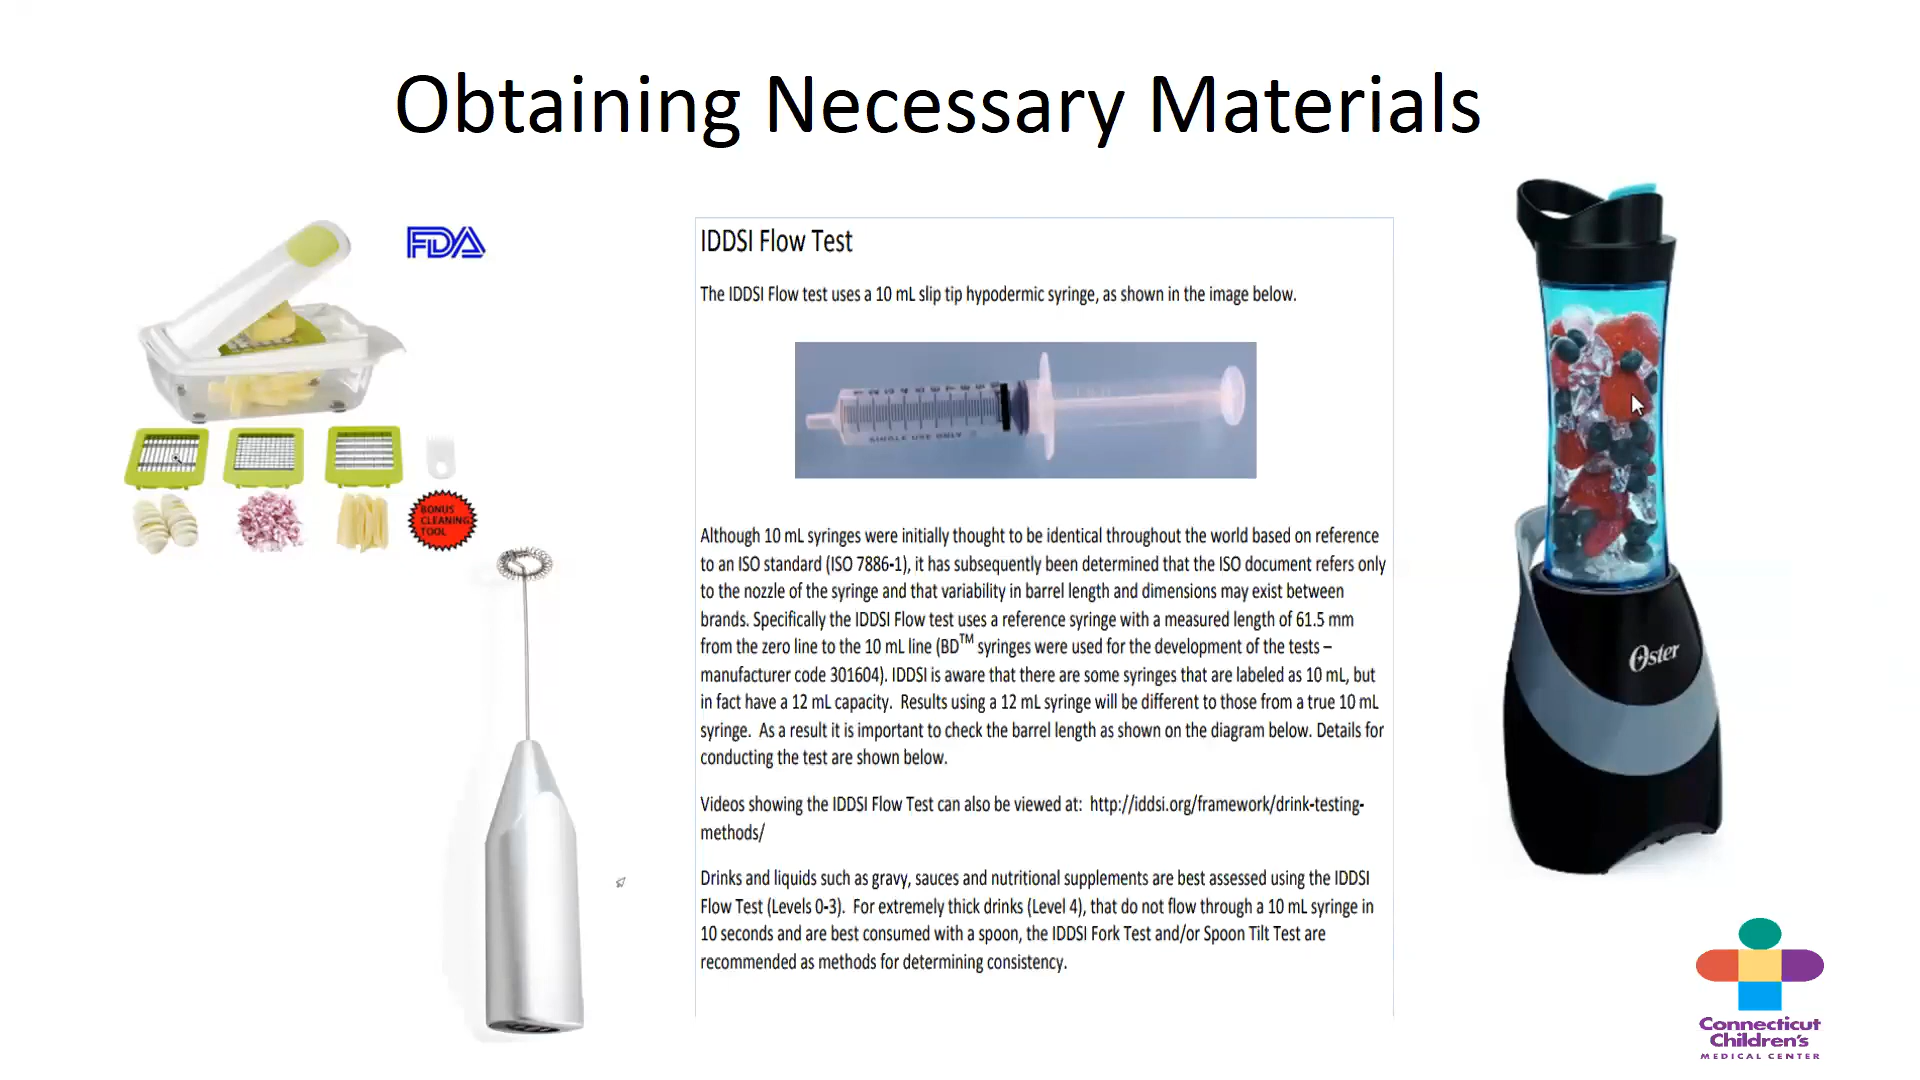 Obtaining Necessary Materials
FDA
BONUS
CLEANING
TOOL
IDDSI Flow Test
The IDDSI Flow test uses a 10 mL slip tip hypodermic syringe, as shown in the image below.
SINGLE USE ONLY
Although 10 mL syringes were initially thought to be identical throughout the world based on reference
to an ISO standard (ISO 7886-1), it has subsequently been determined that the ISO document refers only
to the nozzle of the syringe and that variability in barrel length and dimensions may exist between
brands. Specifically the IDDSI Flow test uses a reference syringe with a measured length of 61.5 mm
from the zero line to the 10 mL line (BD™ syringes were used for the development of the tests –
manufacturer code 301604). IDDSI is aware that there are some syringes that are labeled as 10 mL, but
in fact have a 12 mL capacity.  Results using a 12 mL syringe will be different to those from a true 10 mL
syringe.  As a result it is important to check the barrel length as shown on the diagram below. Details for
conducting the test are shown below.
Videos showing the IDDSI Flow Test can also be viewed at:  http://iddsi.org/framework/drink-testing-
methods/
Drinks and liquids such as gravy, sauces and nutritional supplements are best assessed using the IDDSI
Flow Test (Levels 0-3).  For extremely thick drinks (Level 4), that do not flow through a 10 mL syringe in
10 seconds and are best consumed with a spoon, the IDDSI Fork Test and/or Spoon Tilt Test are
recommended as methods for determining consistency.
Oster
Connecticut
Children's
MEDICAL CENTER